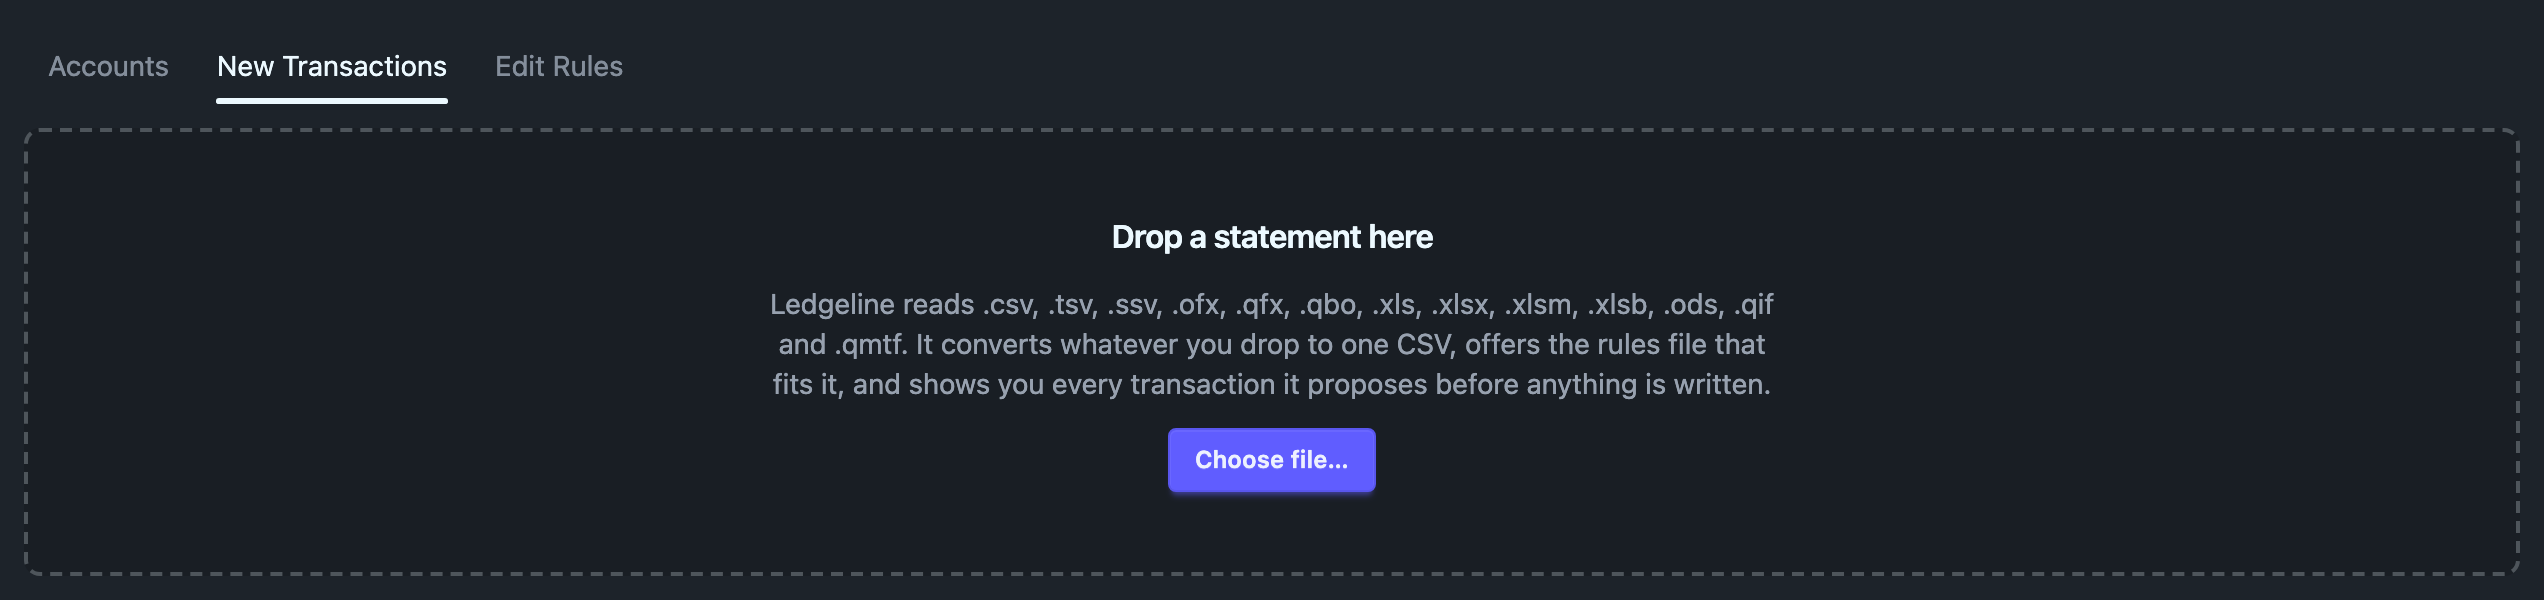 Accounts New Transactions Edit Rules
Drop a statement here
Ledgeline reads .csv, .tsv, .ssv, .ofx, .qfx, .qbo, .xls, .xlsx, .xlsm, .xlsb, .ods, .qif
and .qmtf. It converts whatever you drop to one CSV, offers the rules file that
fits it, and shows you every transaction it proposes before anything is written.
Choose file...